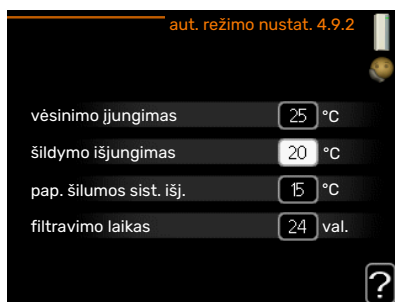 aut. režimo nustat. 4.9.2
vėsinimo įjungimas 25 °C
šildymo išjungimas 20 °C
pap. šilumos sist. išj. 15 °C
filtravimo laikas 24 val.
?